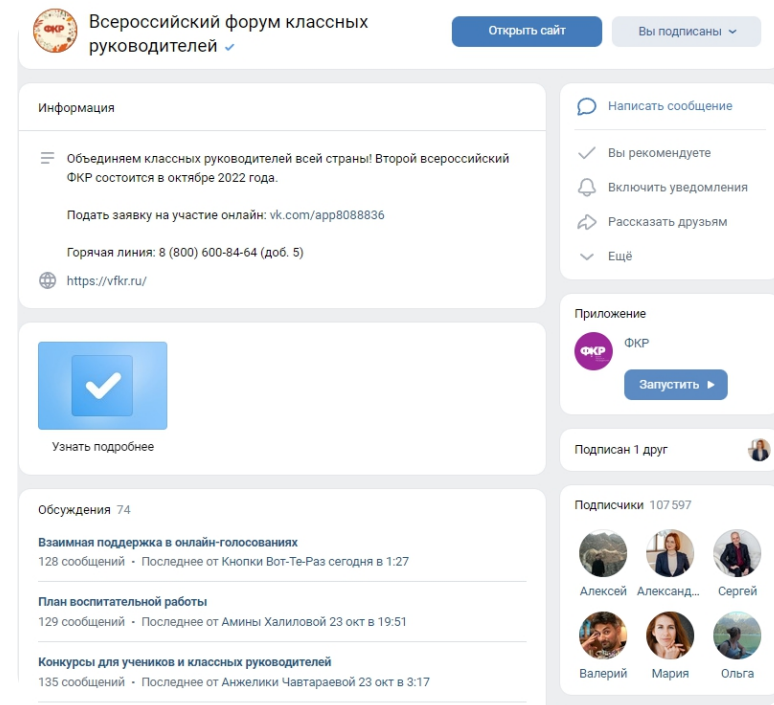 ФКР
Всероссийский форум классных
руководителей
Открыть сайт
Вы подписаны
Информация
Объединяем классных руководителей всей страны! Второй всероссийский
ФКР состоится в октябре 2022 года.
Подать заявку на участие онлайн: vk.com/app8088836
Горячая линия: 8 (800) 600-84-64 (доб. 5)
https://vfkr.ru/
Узнать подробнее
Обсуждения 74
Взаимная поддержка в онлайн-голосованиях
128 сообщений • Последнее от Кнопки Вот-Те-Раз сегодня в 1:27
План воспитательной работы
129 сообщений • Последнее от Амины Халиловой 23 окт в 19:51
Конкурсы для учеников и классных руководителей
135 сообщений • Последнее от Анжелики Чавтараевой 23 окт в 3:17
Написать сообщение
Вы рекомендуете
Включить уведомления
Рассказать друзьям
Ещё
Приложение
ФКР
ФКР
Запустить
Подписан 1 друг
Подписчики 107 597
Алексей Александ... Сергей
Валерий Мария Ольга